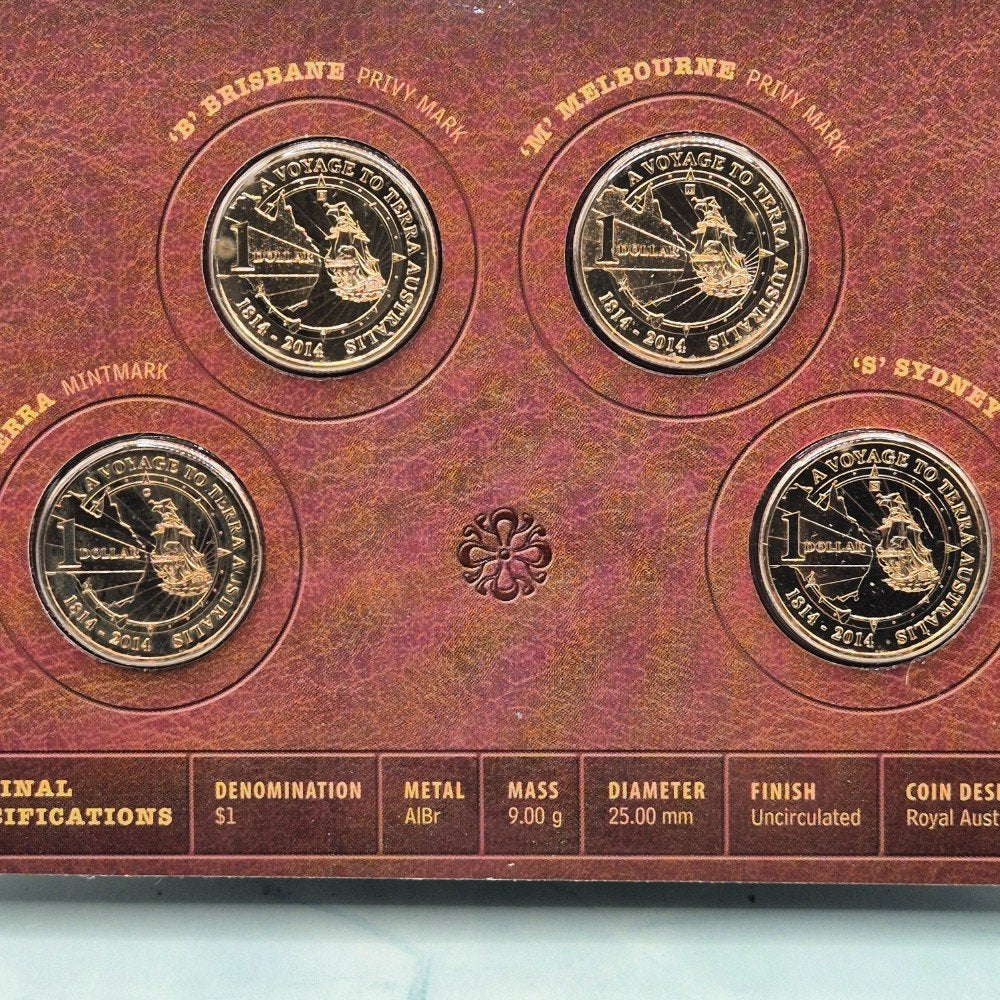 'B' BRISBANE PRIVY MARK
'M' MELBOURNE PRIVY MARK
A VOYAGE TO TERRA AUSTRALIS
B
1 DOLLAR
1814 - 2014
A VOYAGE TO TERRA AUSTRALIS
M
1 DOLLAR
1814 - 2014
ERRA MINTMARK
'S' SYDNEY
A VOYAGE TO TERRA AUSTRALIS
C
1 DOLLAR
1814 - 2014
A VOYAGE TO TERRA AUSTRALIS
S
1 DOLLAR
1814 - 2014
INAL
CIFICATIONS
DENOMINATION
$1
METAL
AlBr
MASS
9.00 g
DIAMETER
25.00 mm
FINISH
Uncirculated
COIN DESI
Royal Aust